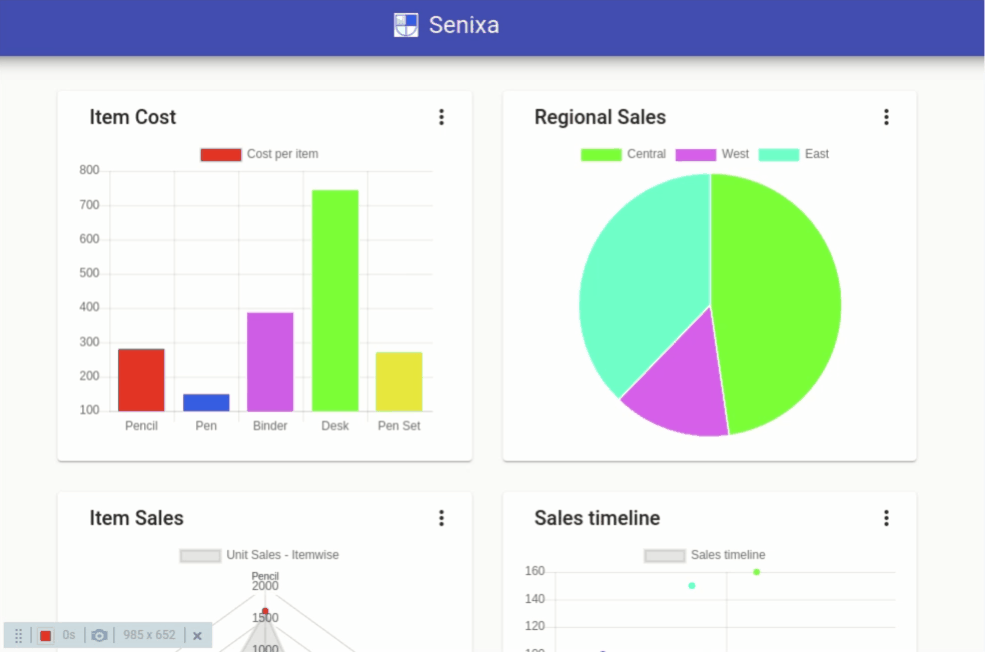 Senixa
Item Cost
Cost per item
800
700
600
500
400
300
200
100
Pencil Pen Binder Desk Pen Set
Regional Sales
Central West East
Item Sales
Unit Sales - Itemwise
Pencil
2000
1500
1000
Sales timeline
Sales timeline
160
140
120
100
0s 985 x 652